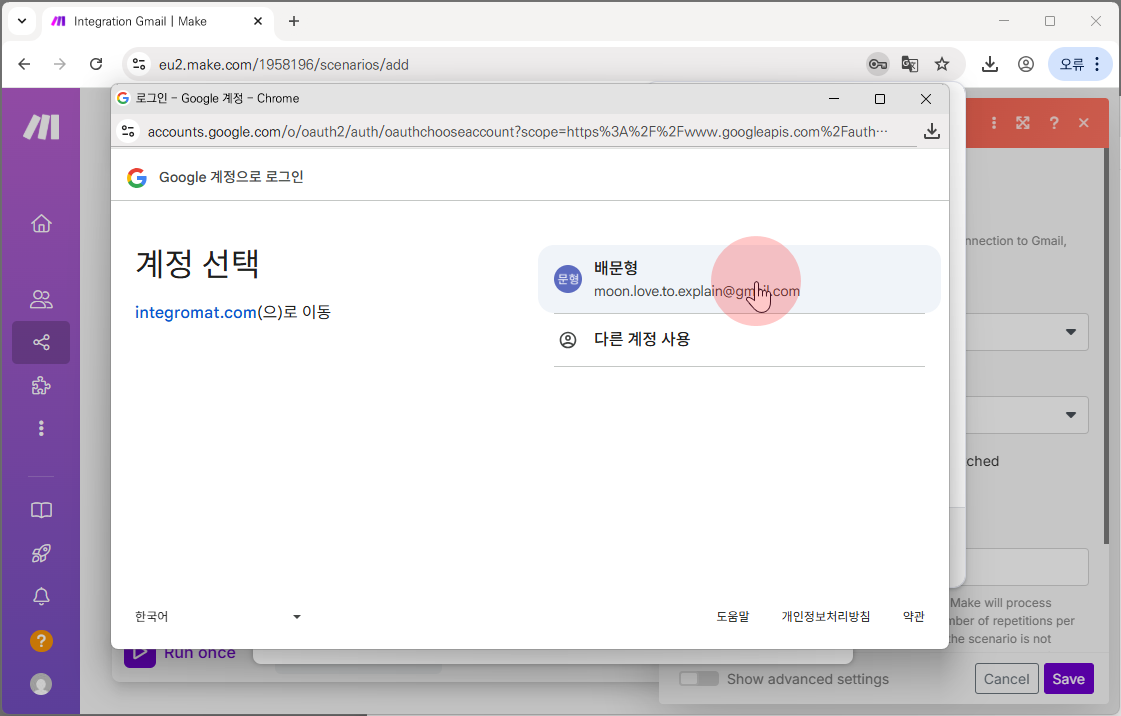 Integration Gmail | Make
eu2.make.com/1958196/scenarios/add
오류
로그인 - Google 계정 - Chrome
accounts.google.com/o/oauth2/auth/oauthchooseaccount?scope=https%3A%2F%2Fwww.googleapis.com%2Fauth…
Google 계정으로 로그인
계정 선택
integromat.com(으)로 이동
문형
배문형
moon.love.to.explain@gmail.com
다른 계정 사용
한국어
도움말
개인정보처리방침
약관
nnection to Gmail,
ched
Make will process
mber of repetitions per
the scenario is not
Run once
Show advanced settings
Cancel
Save